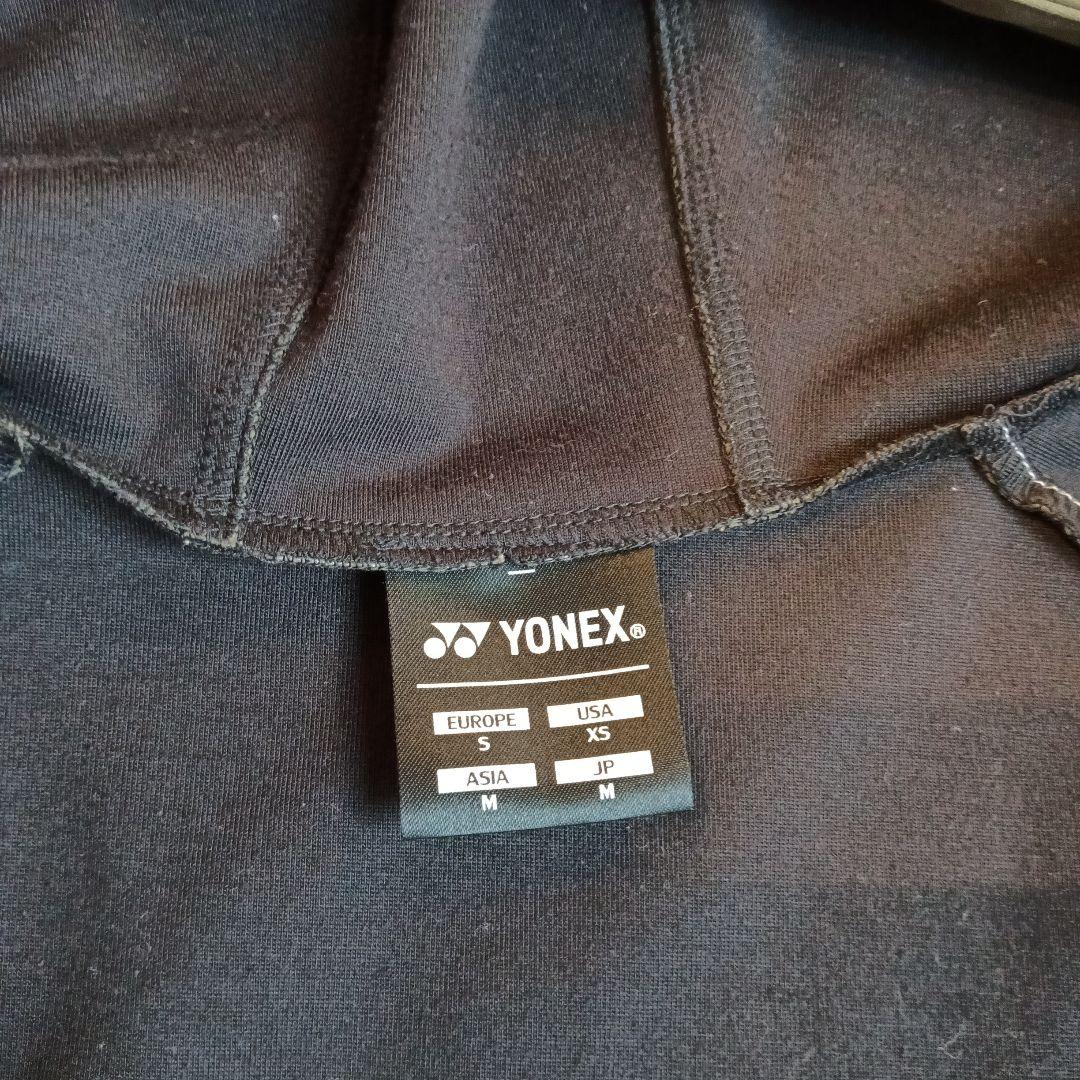 YONEX®
EUROPE USA
S XS
ASIA JP
M M